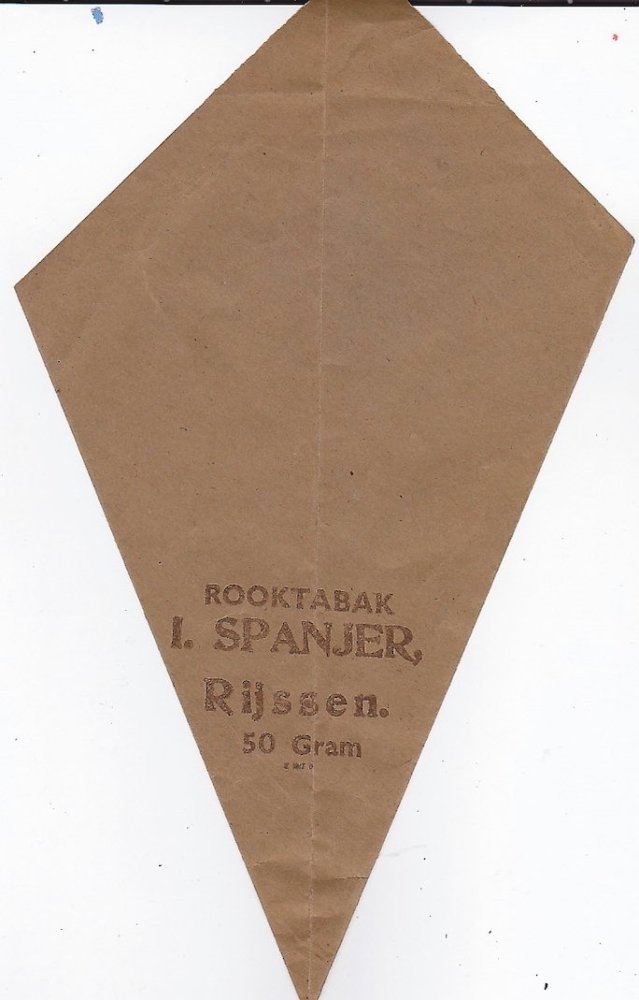 ROOKTABAK
I. SPANJER,
Rijssen.
50 Gram